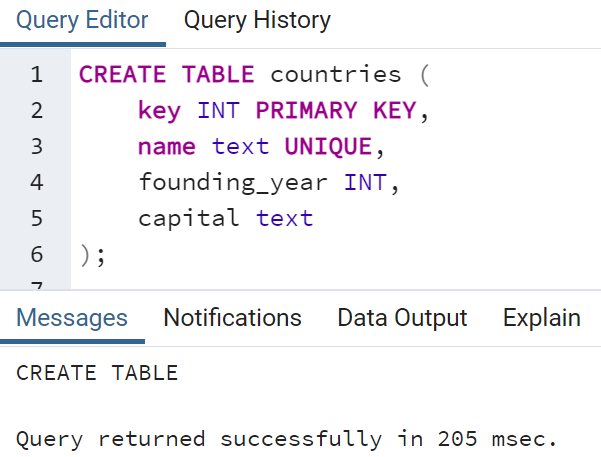 Query Editor Query History
1 CREATE TABLE countries (
2 key INT PRIMARY KEY,
3 name text UNIQUE,
4 founding_year INT,
5 capital text
6 );
7
Messages Notifications Data Output Explain
CREATE TABLE
Query returned successfully in 205 msec.